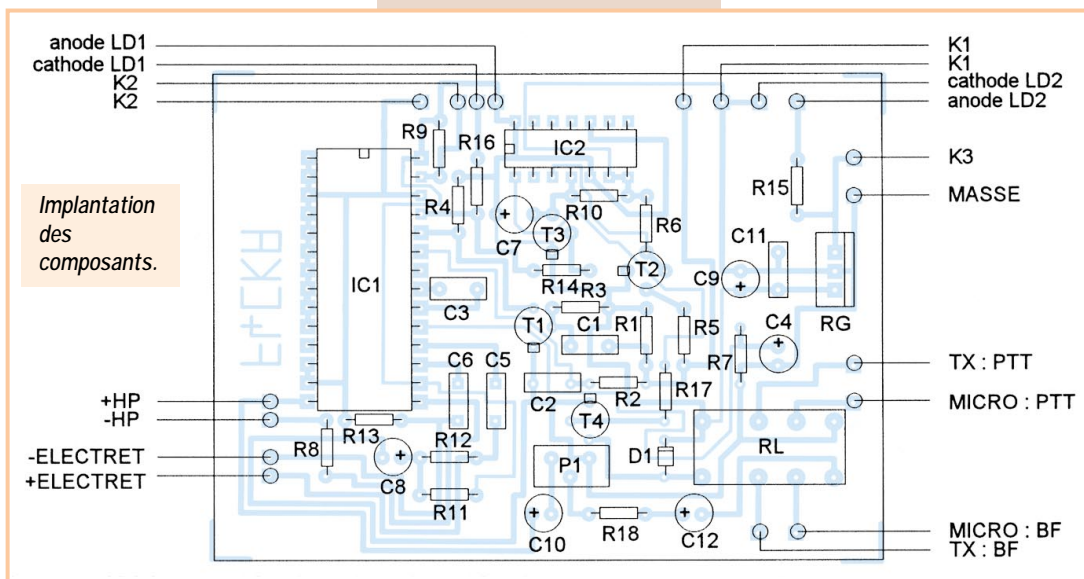 anode LD1
cathode LD1
K2
K2
K1
K1
cathode LD2
anode LD2
K3
MASSE
R9
R16
IC2
R15
R4
R10
R6
C7
T3
C11
Implantation
des
composants.
IC1
R14
T2
C9
C3
R3
RG
T1
C1
R1
R5
C4
R7
C6
C5
TX : PTT
C2
R2
R17
MICRO : PTT
+HP
-HP
R13
T4
R8
R12
D1
RL
-ELECTRET
+ELECTRET
C8
P1
R11
C10
R18
C12
MICRO : BF
TX : BF